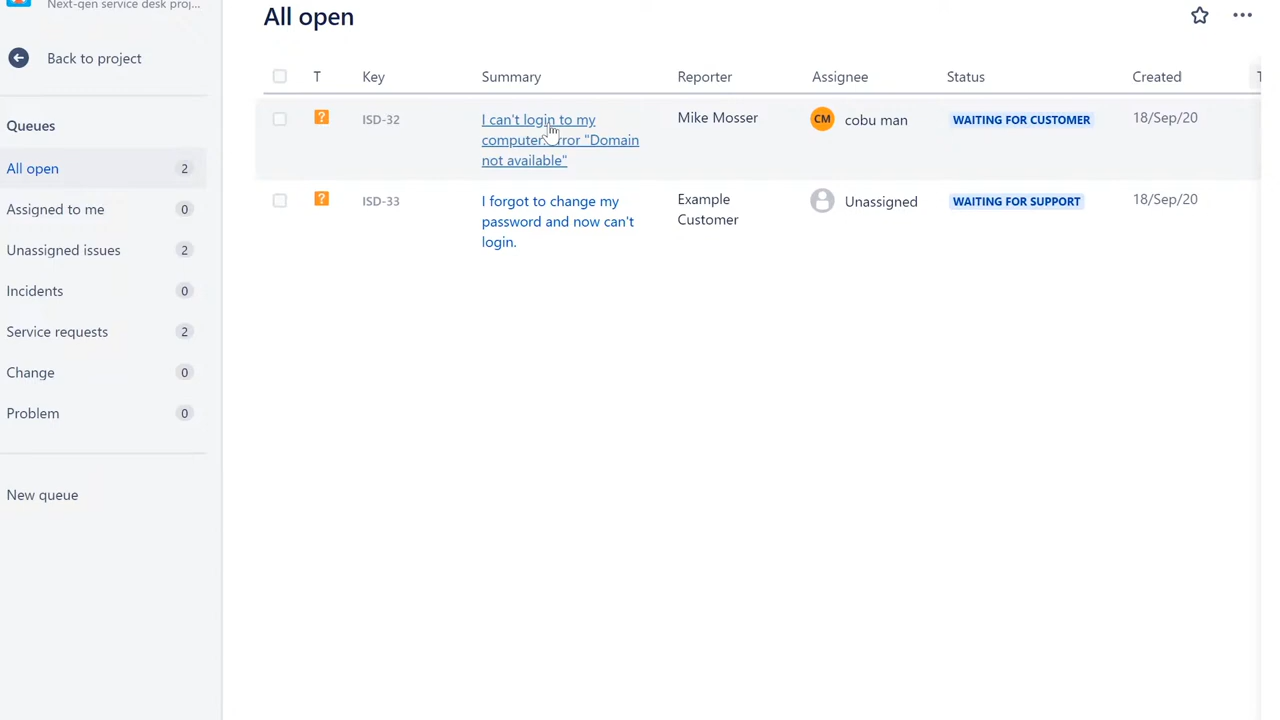 Next-gen service desk proj...
All open
Back to project
T Key Summary Reporter Assignee Status Created
Queues
All open 2
Assigned to me 0
Unassigned issues 2
Incidents 0
Service requests 2
Change 0
Problem 0
New queue
? ISD-32 I can't login to my Mike Mosser CM cobu man WAITING FOR CUSTOMER 18/Sep/20
computer. Error "Domain
not available"
? ISD-33 I forgot to change my Example Unassigned WAITING FOR SUPPORT 18/Sep/20
password and now can't Customer
login.